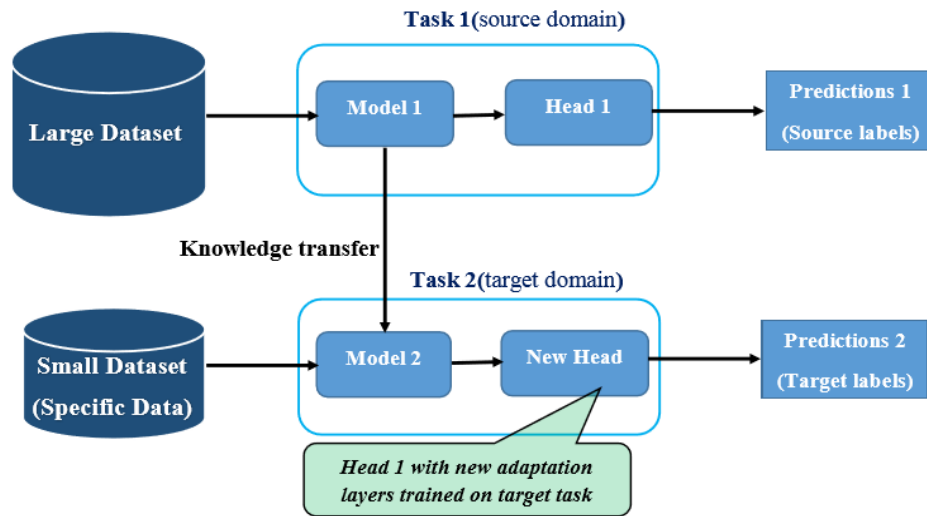 Task 1(source domain)
Large Dataset
Model 1
Head 1
Predictions 1
(Source labels)
Knowledge transfer
Task 2(target domain)
Small Dataset
(Specific Data)
Model 2
New Head
Predictions 2
(Target labels)
Head 1 with new adaptation
layers trained on target task